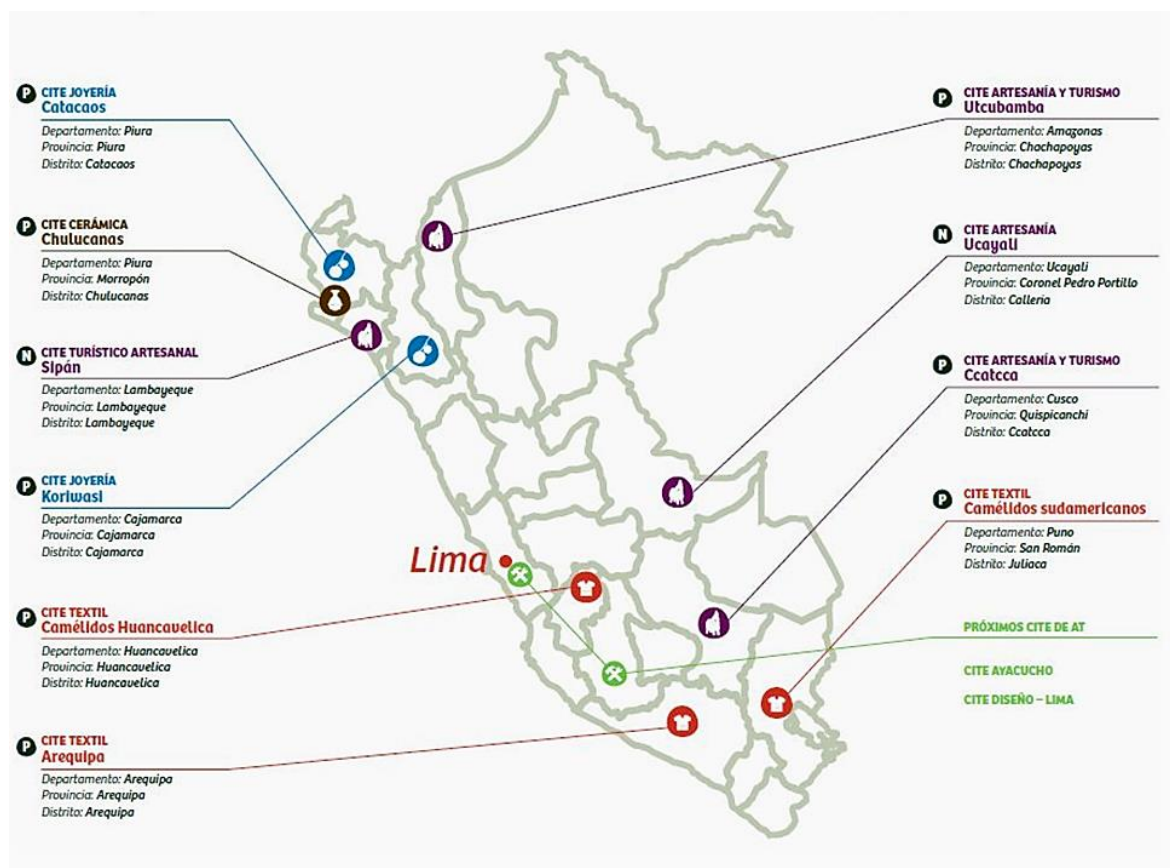 P CITE JOYERÍA
Catacaos
Departamento: Piura
Provincia: Piura
Distrito: Catacaos
P CITE CERÁMICA
Chulucanas
Departamento: Piura
Provincia: Morropón
Distrito: Chulucanas
N CITE TURÍSTICO ARTESANAL
Sipán
Departamento: Lambayeque
Provincia: Lambayeque
Distrito: Lambayeque
P CITE JOYERÍA
Koriwasi
Departamento: Cajamarca
Provincia: Cajamarca
Distrito: Cajamarca
P CITE TEXTIL
Camélidos Huancavelica
Departamento: Huancavelica
Provincia: Huancavelica
Distrito: Huancavelica
P CITE TEXTIL
Arequipa
Departamento: Arequipa
Provincia: Arequipa
Distrito: Arequipa
Lima
P CITE ARTESANÍA Y TURISMO
Utcubamba
Departamento: Amazonas
Provincia: Chachapoyas
Distrito: Chachapoyas
N CITE ARTESANÍA
Ucayali
Departamento: Ucayali
Provincia: Coronel Pedro Portillo
Distrito: Calleria
P CITE ARTESANÍA Y TURISMO
Ccatcca
Departamento: Cusco
Provincia: Quispicanchi
Distrito: Ccatcca
P CITE TEXTIL
Camélidos sudamericanos
Departamento: Puno
Provincia: San Román
Distrito: Juliaca
PRÓXIMOS CITE DE AT
CITE AYACUCHO
CITE DISEÑO – LIMA